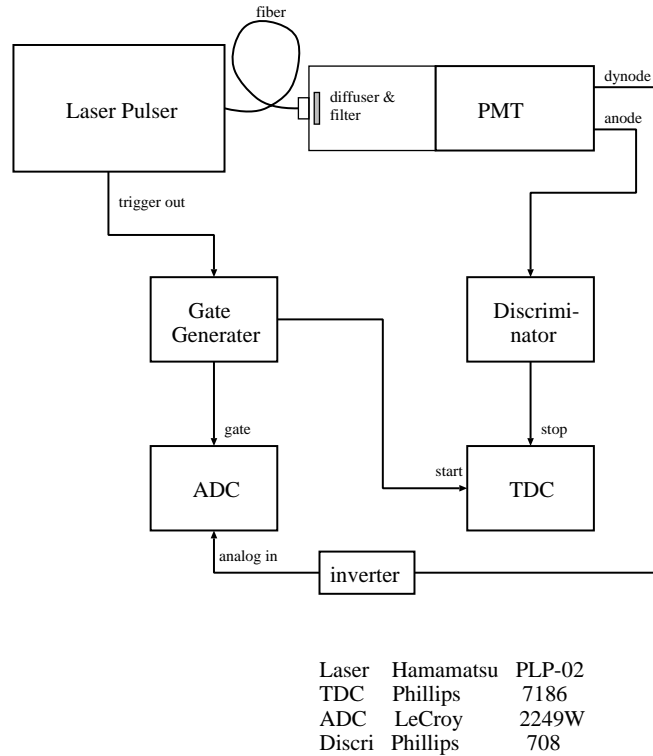 fiber
Laser Pulser
diffuser &
filter
PMT
dynode
anode
trigger out
Gate
Generater
Discrimi-
nator
gate
stop
ADC
start
TDC
analog in
inverter
Laser Hamamatsu PLP-02
TDC Phillips 7186
ADC LeCroy 2249W
Discri Phillips 708